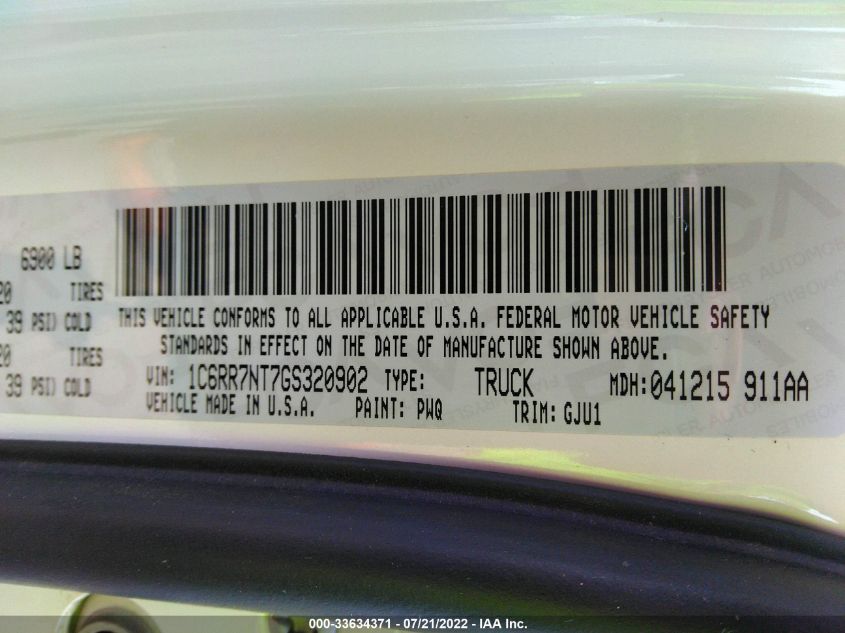 6900 LB
20 TIRES
39 PSI) COLD
20 TIRES
39 PSI) COLD
THIS VEHICLE CONFORMS TO ALL APPLICABLE U.S.A. FEDERAL MOTOR VEHICLE SAFETY
STANDARDS IN EFFECT ON THE DATE OF MANUFACTURE SHOWN ABOVE.
VIN: 1C6RR7NT7GS320902 TYPE: TRUCK MDH:041215 911AA
VEHICLE MADE IN U.S.A. PAINT: PWQ TRIM: GJU1
000-33634371 - 07/21/2022 - IAA Inc.